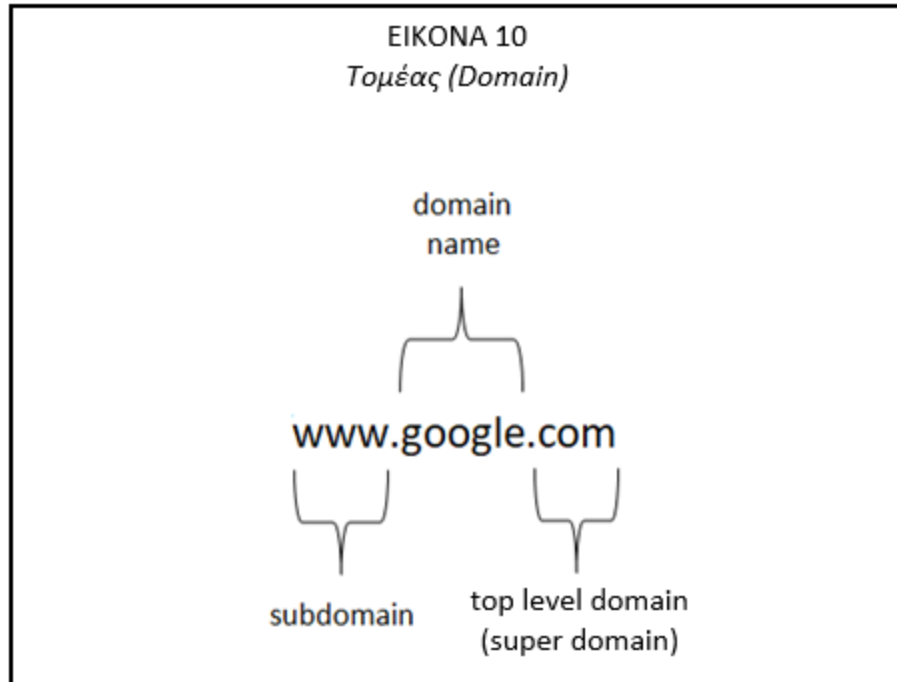 ΕΙΚΟΝΑ 10
Τομέας (Domain)
domain
name
www.google.com
subdomain
top level domain
(super domain)